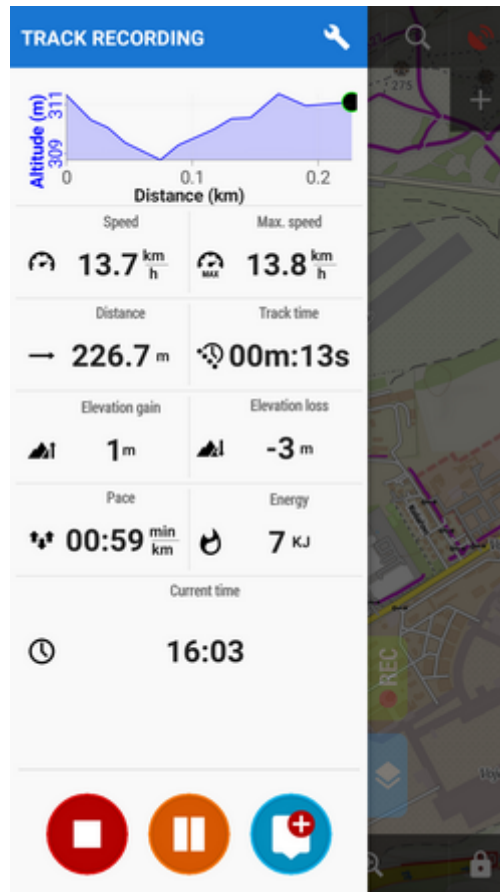 TRACK RECORDING
275
Altitude (m)
311
309
0
0.1
0.2
Distance (km)
Speed
Max. speed
13.7 km/h
MAX
13.8 km/h
Distance
Track time
226.7 m
00m:13s
Elevation gain
Elevation loss
1 m
-3 m
Pace
Energy
00:59 min/km
7 KJ
Current time
16:03
REC